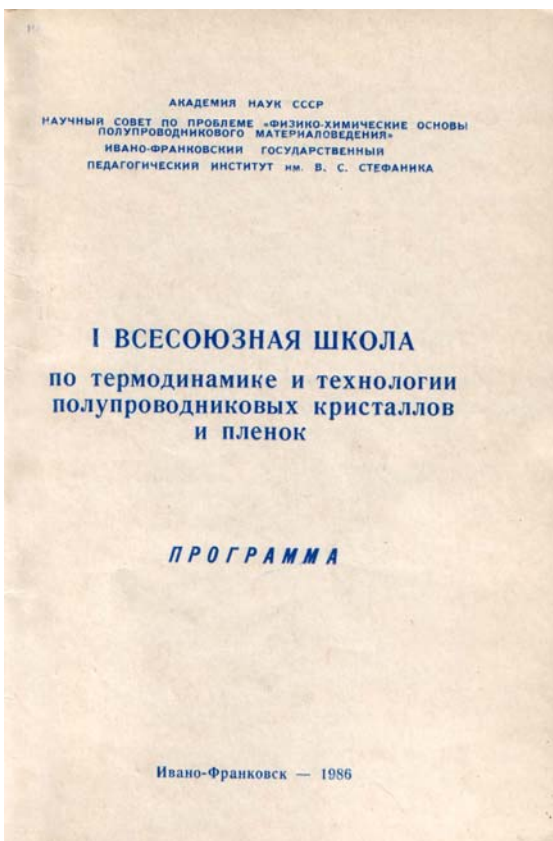 АКАДЕМИЯ НАУК СССР
НАУЧНЫЙ СОВЕТ ПО ПРОБЛЕМЕ «ФИЗИКО-ХИМИЧЕСКИЕ ОСНОВЫ
ПОЛУПРОВОДНИКОВОГО МАТЕРИАЛОВЕДЕНИЯ»
ИВАНО-ФРАНКОВСКИЙ ГОСУДАРСТВЕННЫЙ
ПЕДАГОГИЧЕСКИЙ ИНСТИТУТ им. В. С. СТЕФАНИКА
I ВСЕСОЮЗНАЯ ШКОЛА
по термодинамике и технологии
полупроводниковых кристаллов
и пленок
ПРОГРАММА
Ивано-Франковск — 1986